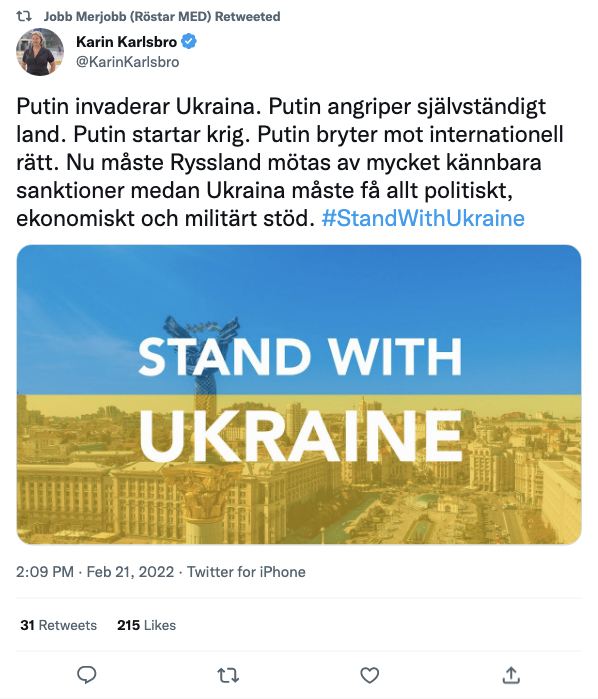 Jobb Merjobb (Röstar MED) Retweeted
Karin Karlsbro
@KarinKarlsbro
Putin invaderar Ukraina. Putin angriper självständigt
land. Putin startar krig. Putin bryter mot internationell
rätt. Nu måste Ryssland mötas av mycket kännbara
sanktioner medan Ukraina måste få allt politiskt,
ekonomiskt och militärt stöd. #StandWithUkraine
STAND WITH
UKRAINE
2:09 PM · Feb 21, 2022 · Twitter for iPhone
31 Retweets 215 Likes